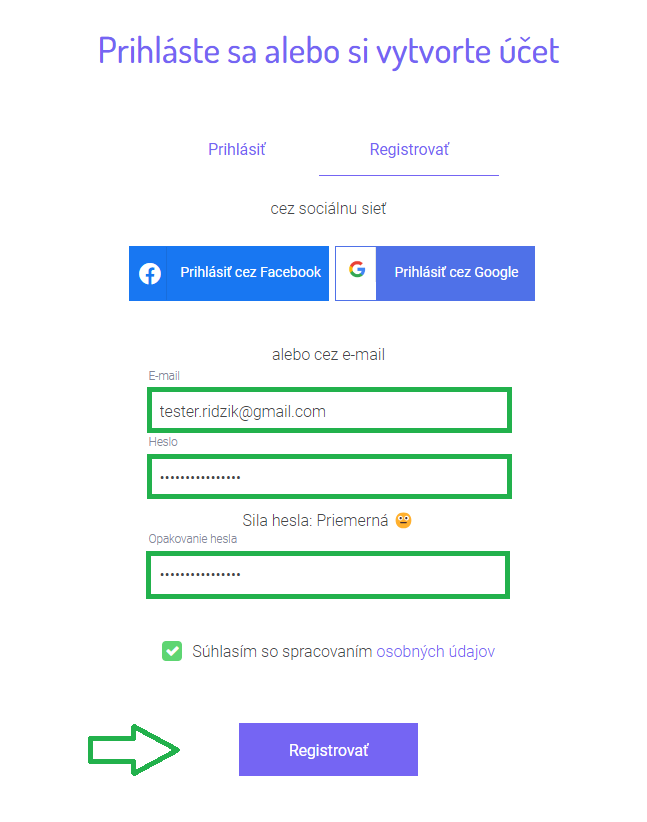 Prihláste sa alebo si vytvorte účet
Prihlásiť
Registrovať
cez sociálnu sieť
Prihlásiť cez Facebook
Prihlásiť cez Google
alebo cez e-mail
E-mail
tester.ridzik@gmail.com
Heslo
••••••••••••••••
Sila hesla: Priemerná 😐
Opakovanie hesla
••••••••••••••••
Súhlasím so spracovaním osobných údajov
Registrovať